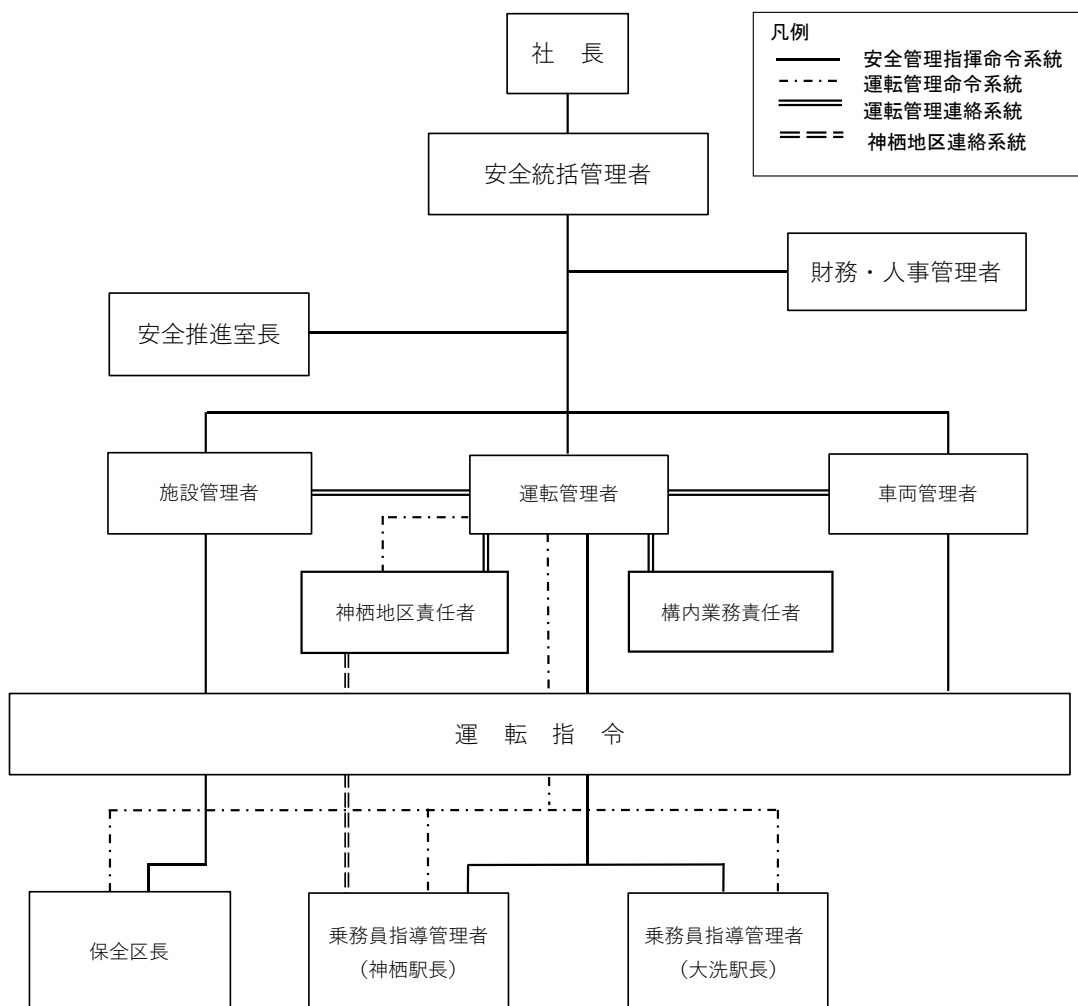 社　長
凡例
安全管理指揮命令系統
運転管理命令系統
運転管理連絡系統
神栖地区連絡系統
安全統括管理者
財務・人事管理者
安全推進室長
施設管理者
運転管理者
車両管理者
神栖地区責任者
構内業務責任者
運　転　指　令
保全区長
乗務員指導管理者
（神栖駅長）
乗務員指導管理者
（大洗駅長）